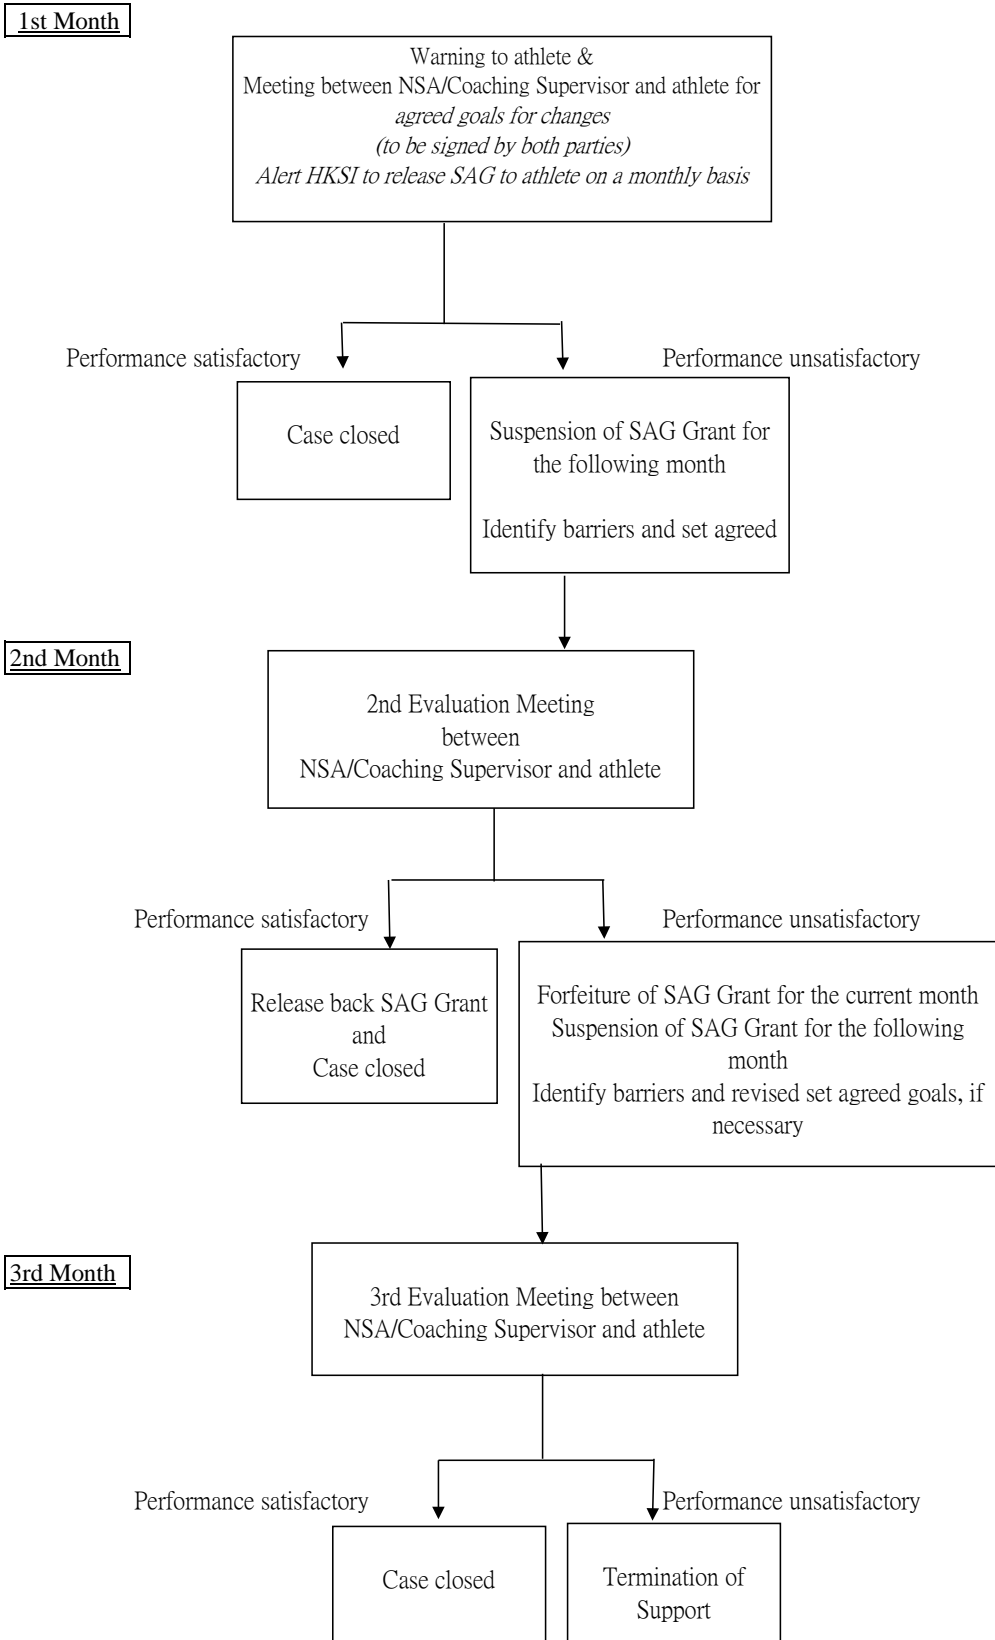 1st Month
Warning to athlete &
Meeting between NSA/Coaching Supervisor and athlete for
agreed goals for changes
(to be signed by both parties)
Alert HKSI to release SAG to athlete on a monthly basis
Performance satisfactory
Performance unsatisfactory
Case closed
Suspension of SAG Grant for
the following month
Identify barriers and set agreed
2nd Month
2nd Evaluation Meeting
between
NSA/Coaching Supervisor and athlete
Performance satisfactory
Performance unsatisfactory
Release back SAG Grant
and
Case closed
Forfeiture of SAG Grant for the current month
Suspension of SAG Grant for the following
month
Identify barriers and revised set agreed goals, if
necessary
3rd Month
3rd Evaluation Meeting between
NSA/Coaching Supervisor and athlete
Performance satisfactory
Performance unsatisfactory
Case closed
Termination of
Support